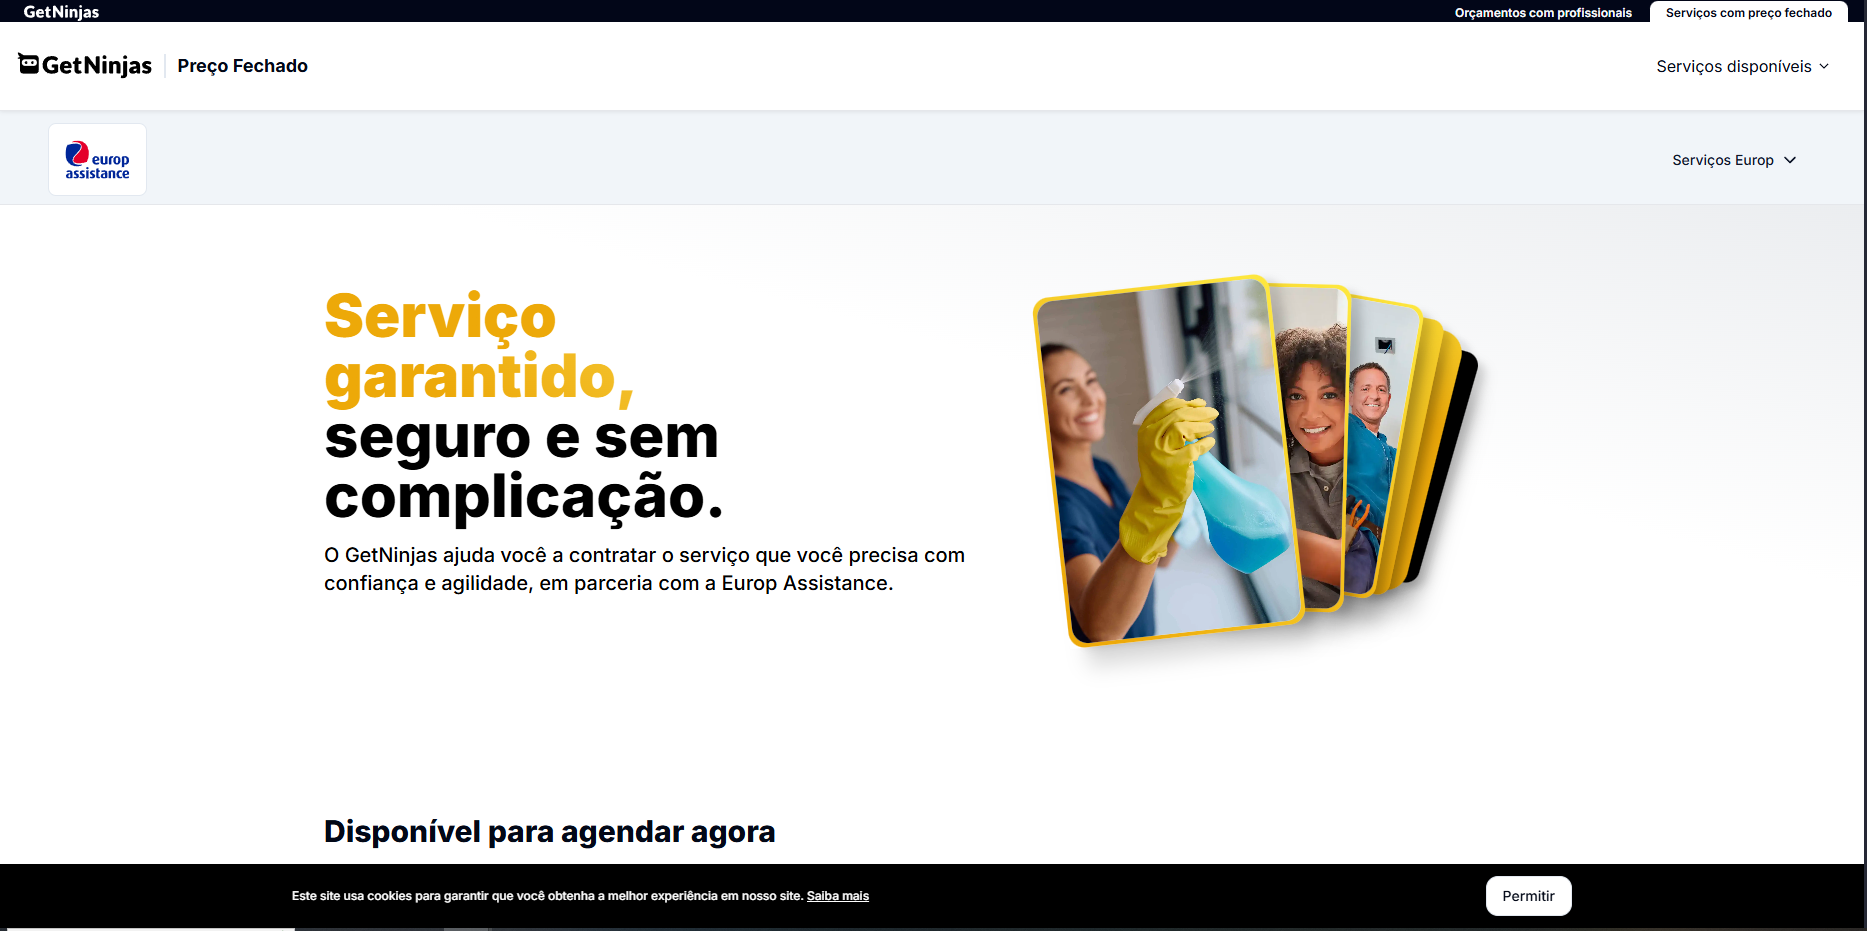 GetNinjas
Orçamentos com profissionais
Serviços com preço fechado
GetNinjas
Preço Fechado
Serviços disponíveis
europ
assistance
Serviços Europ
Serviço
garantido,
seguro e sem
complicação.
O GetNinjas ajuda você a contratar o serviço que você precisa com
confiança e agilidade, em parceria com a Europ Assistance.
Disponível para agendar agora
Este site usa cookies para garantir que você obtenha a melhor experiência em nosso site. Saiba mais
Permitir